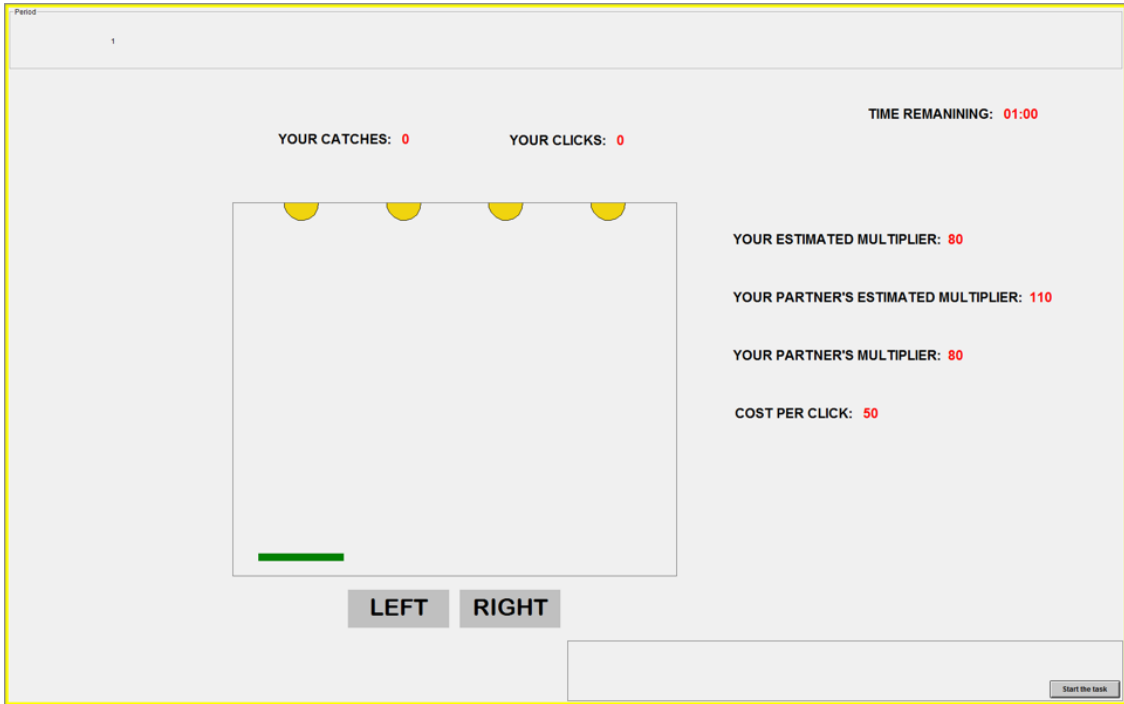 Period
1
TIME REMANINING: 01:00
YOUR CATCHES: 0
YOUR CLICKS: 0
YOUR ESTIMATED MULTIPLIER: 80
YOUR PARTNER'S ESTIMATED MULTIPLIER: 110
YOUR PARTNER'S MULTIPLIER: 80
COST PER CLICK: 50
LEFT
RIGHT
Start the task